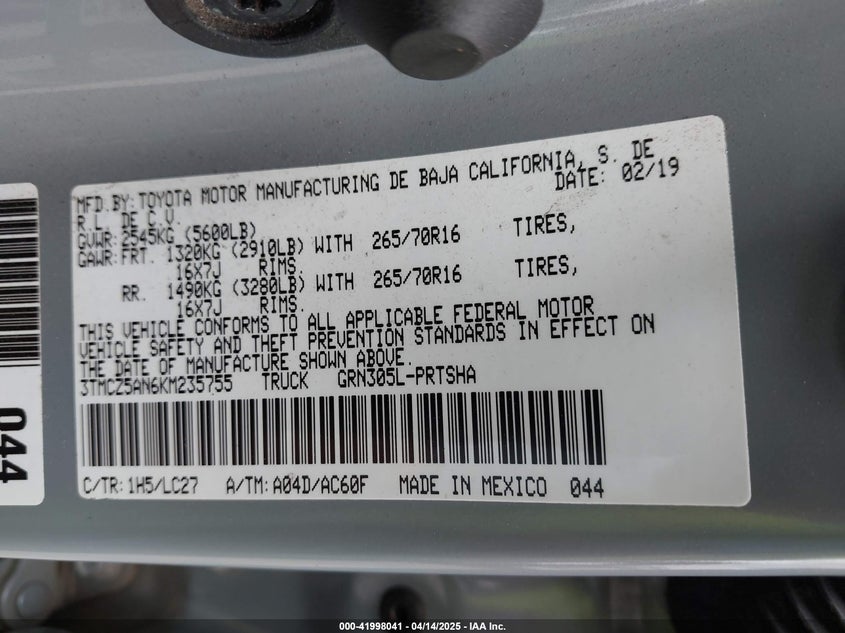 MFD.BY:TOYOTA MOTOR MANUFACTURING DE BAJA CALIFORNIA, S. DE
R.L. DE C.V. DATE: 02/19
GVWR:2545KG (5600LB)
GAWR:FRT. 1320KG (2910LB) WITH 265/70R16 TIRES,
16X7J RIMS.
RR. 1490KG (3280LB) WITH 265/70R16 TIRES,
16X7J RIMS.
THIS VEHICLE CONFORMS TO ALL APPLICABLE FEDERAL MOTOR
VEHICLE SAFETY AND THEFT PREVENTION STANDARDS IN EFFECT ON
THE DATE OF MANUFACTURE SHOWN ABOVE.
3TMCZ5AN6KM235755 TRUCK GRN305L-PRTSHA
C/TR:1H5/LC27 A/TM:A04D/AC60F MADE IN MEXICO 044
044
000-41998041 | 04/14/2025 - IAA Inc.